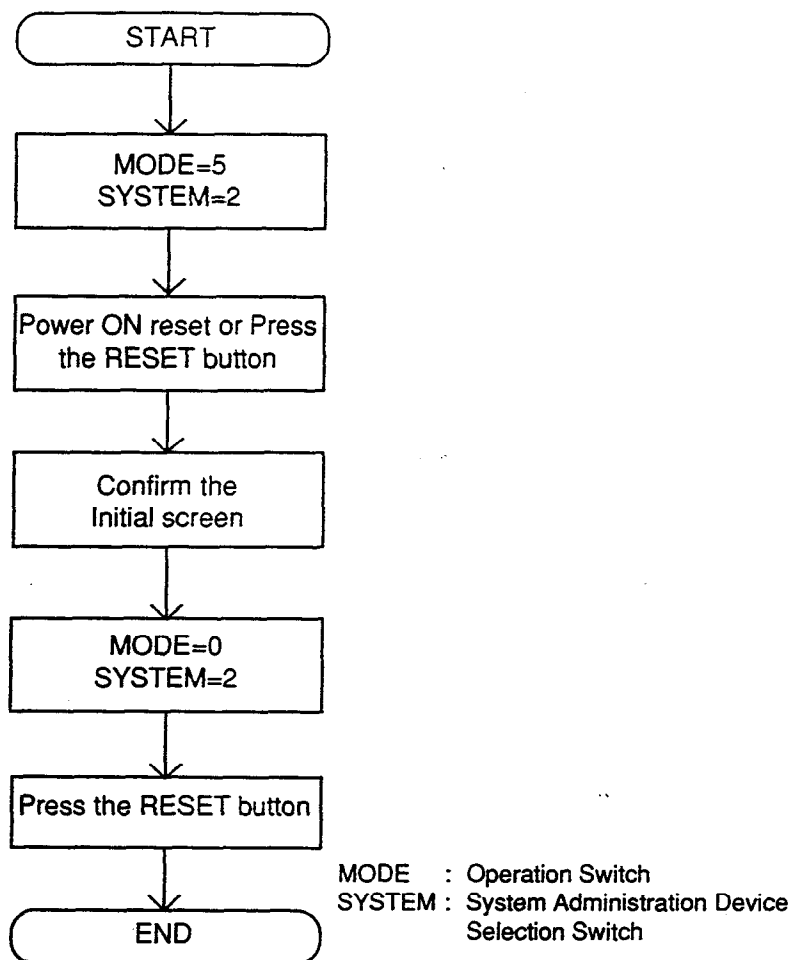 START
MODE=5
SYSTEM=2
Power ON reset or Press
the RESET button
Confirm the
Initial screen
MODE=0
SYSTEM=2
Press the RESET button
END
MODE : Operation Switch
SYSTEM : System Administration Device
Selection Switch